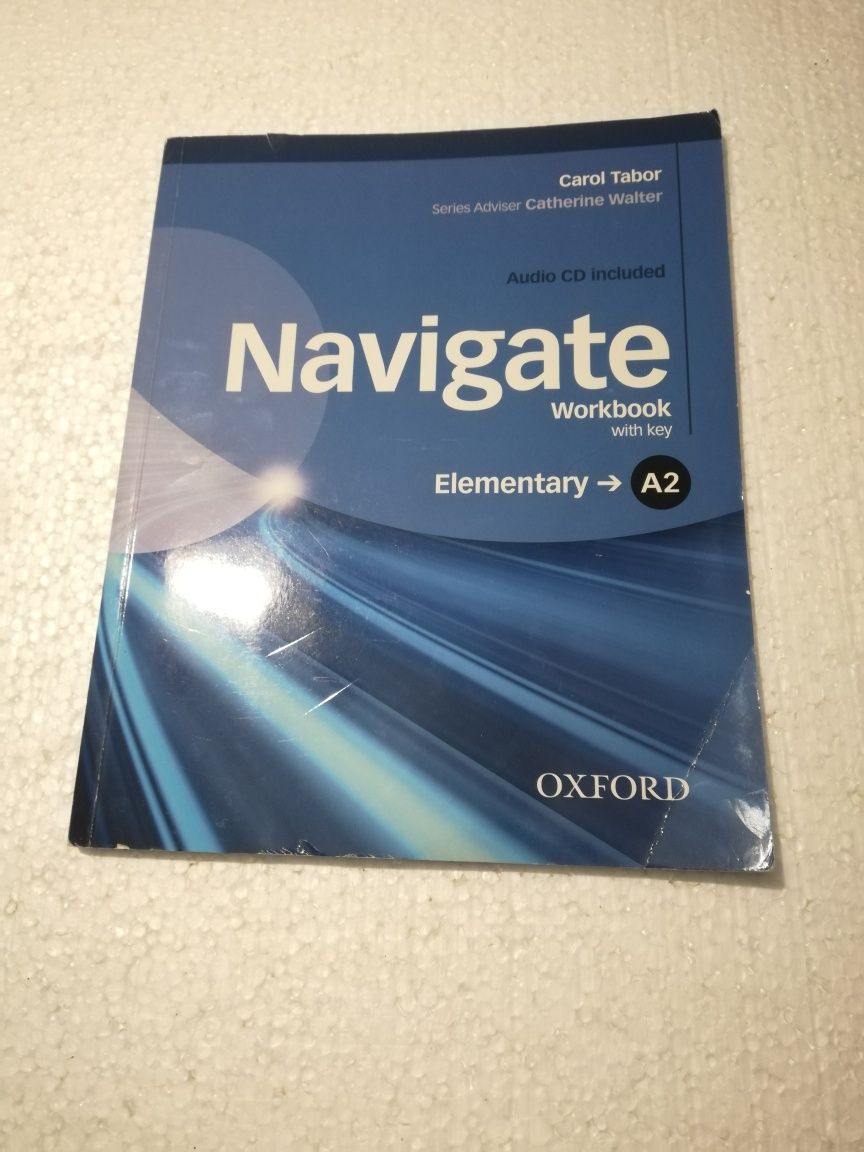 Carol Tabor
Series Adviser Catherine Walter
Audio CD included
Navigate
Workbook
with key
Elementary → A2
OXFORD